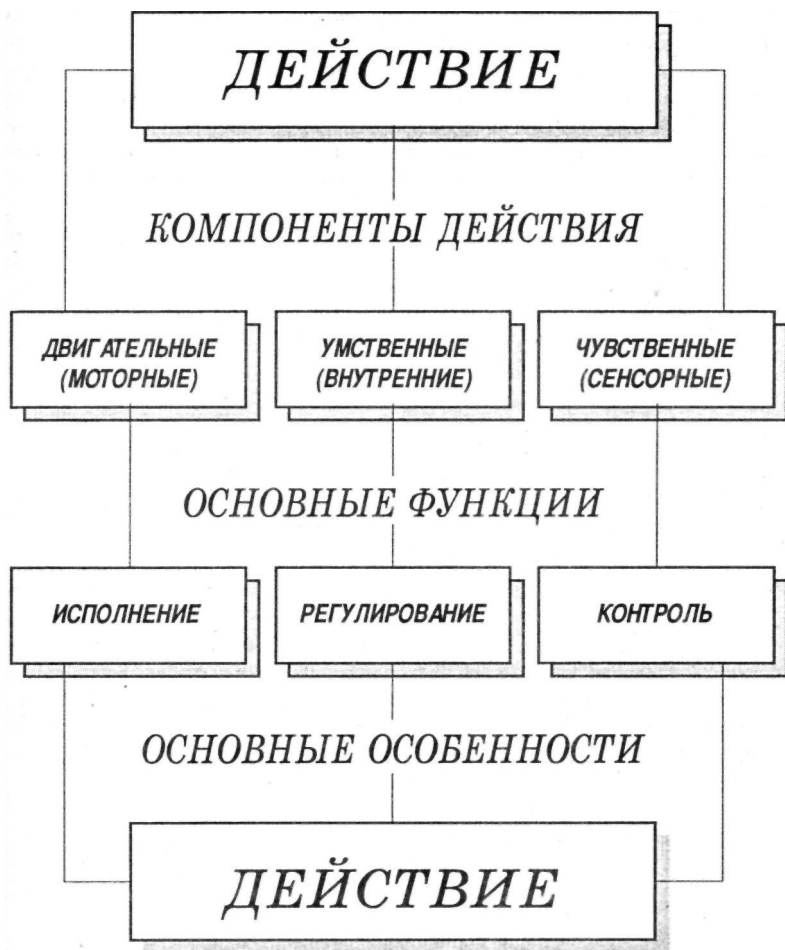 ДЕЙСТВИЕ
КОМПОНЕНТЫ ДЕЙСТВИЯ
ДВИГАТЕЛЬНЫЕ
(МОТОРНЫЕ)
УМСТВЕННЫЕ
(ВНУТРЕННИЕ)
ЧУВСТВЕННЫЕ
(СЕНСОРНЫЕ)
ОСНОВНЫЕ ФУНКЦИИ
ИСПОЛНЕНИЕ
РЕГУЛИРОВАНИЕ
КОНТРОЛЬ
ОСНОВНЫЕ ОСОБЕННОСТИ
ДЕЙСТВИЕ